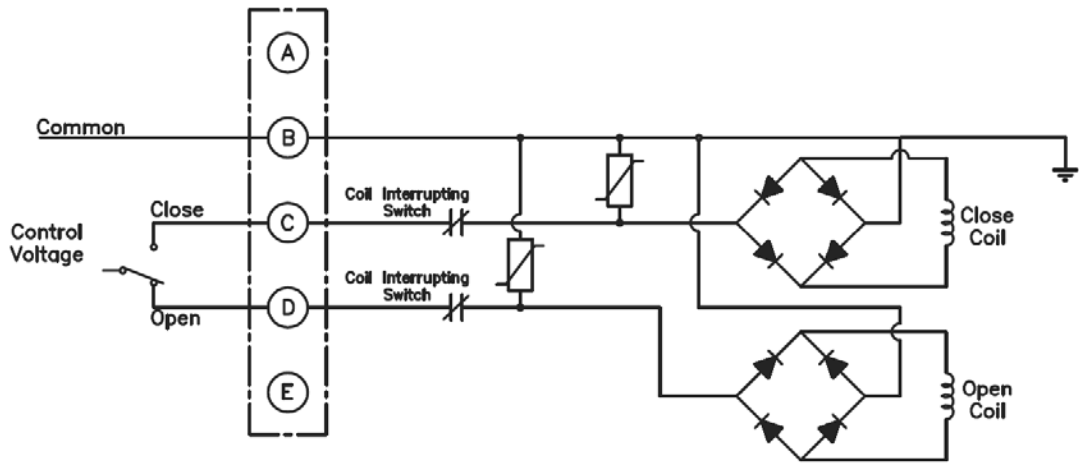 A
Common
B
Close
C
Coil Interrupting
Switch
Control
Voltage
Close
Coil
Coil Interrupting
Switch
D
Open
E
Open
Coil